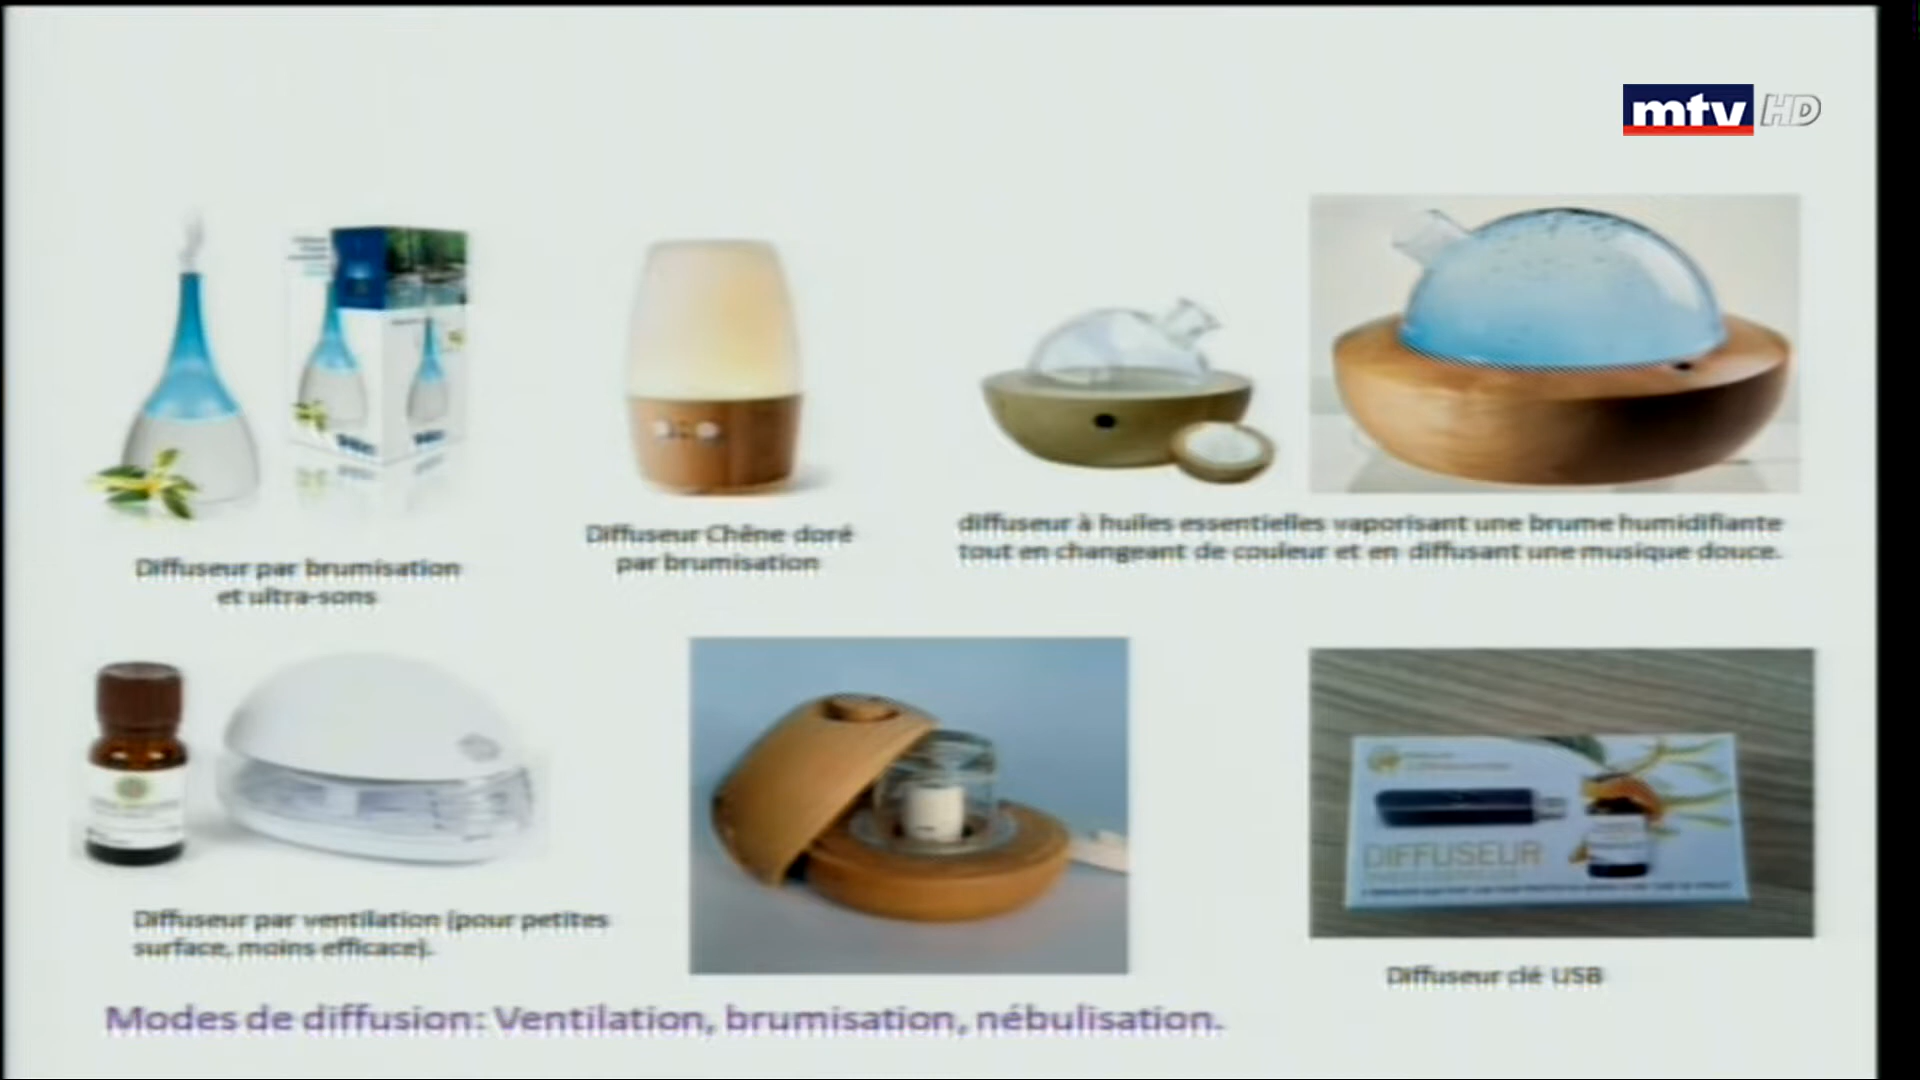 mtv HD
Diffuseur par brumisation
et ultra-sons
Diffuseur Chêne doré
par brumisation
diffuseur à huiles essentielles vaporisant une brume humidifiante
tout en changeant de couleur et en diffusant une musique douce.
Diffuseur par ventilation (pour petites
surface, moins efficace).
DIFFUSEUR
Diffuseur clé USB
Modes de diffusion: Ventilation, brumisation, nébulisation.